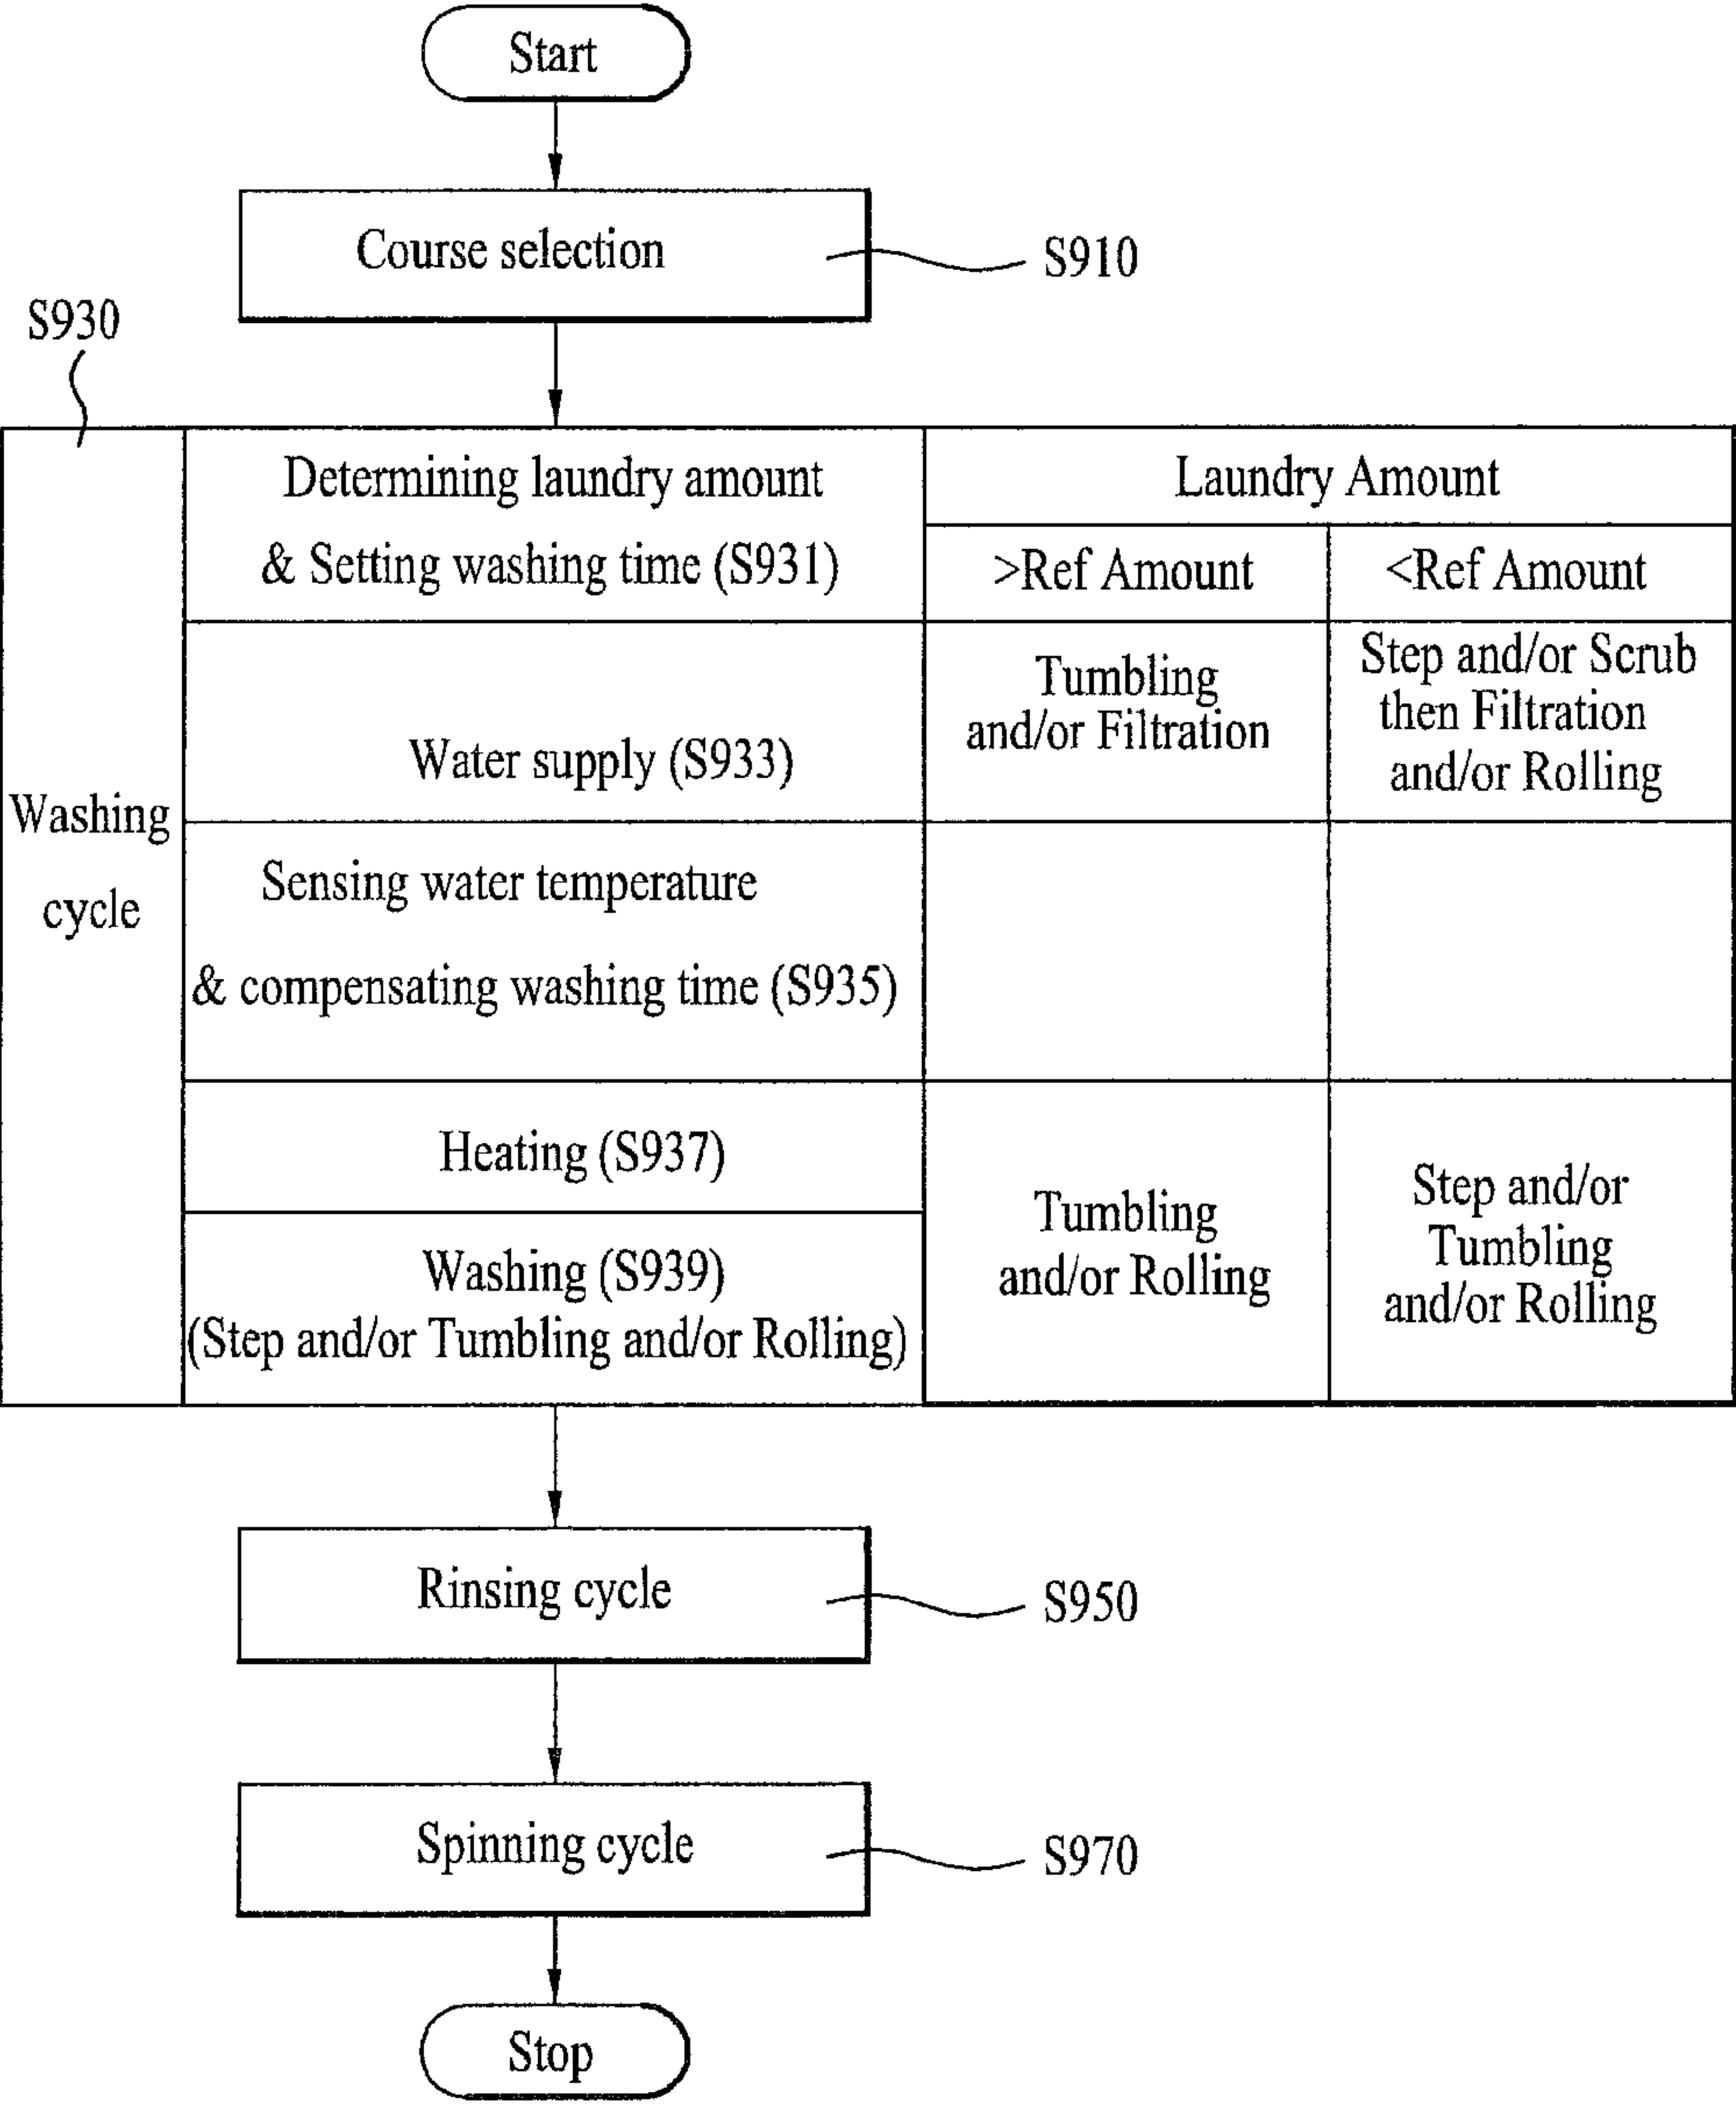 Start
Course selection
S910
S930
Washing
cycle
Determining laundry amount
& Setting washing time (S931)
Laundry Amount
>Ref Amount
<Ref Amount
Water supply (S933)
Tumbling
and/or Filtration
Step and/or Scrub
then Filtration
and/or Rolling
Sensing water temperature
& compensating washing time (S935)
Heating (S937)
Washing (S939)
(Step and/or Tumbling and/or Rolling)
Tumbling
and/or Rolling
Step and/or
Tumbling
and/or Rolling
Rinsing cycle
S950
Spinning cycle
S970
Stop